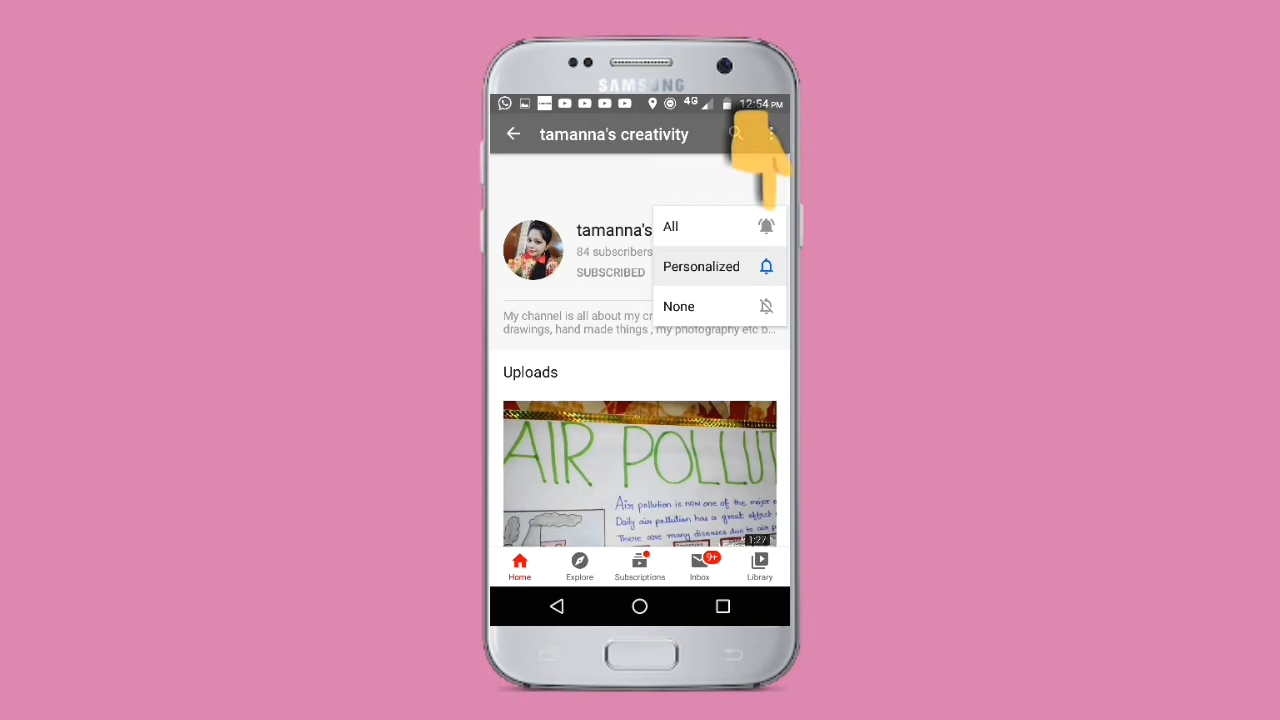 SAMSUNG
4G 12:54 PM
tamanna's creativity
All
tamanna's
84 subscribers
Personalized
SUBSCRIBED
None
My channel is all about my cr
drawings, hand made things , my photography etc b...
Uploads
AIR POLLUT
Air pollution is now one of the major
Daily air pollution has a great effect
There are many diseases due to air p
1:27
9+
Home Explore Subscriptions Inbox Library